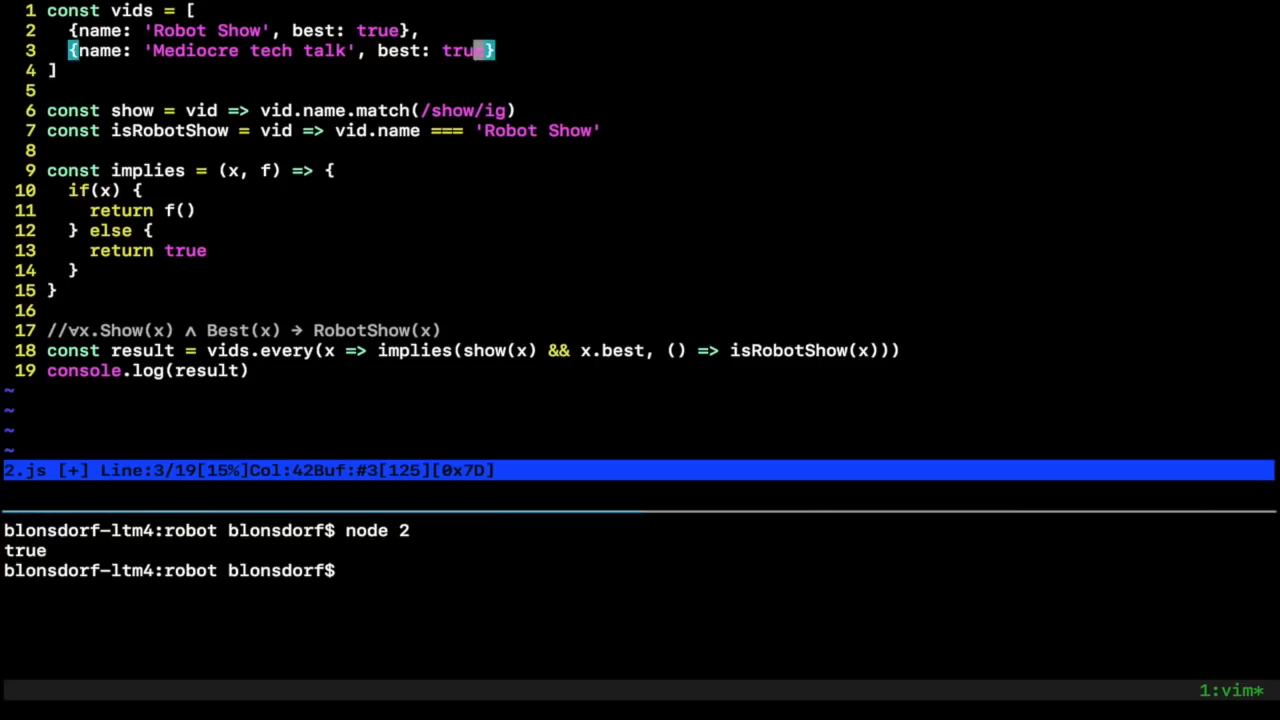 1 const vids = [
2   {name: 'Robot Show', best: true},
3   {name: 'Mediocre tech talk', best: true}
4 ]
5
6 const show = vid => vid.name.match(/show/ig)
7 const isRobotShow = vid => vid.name === 'Robot Show'
8
9 const implies = (x, f) => {
10   if(x) {
11     return f()
12   } else {
13     return true
14   }
15 }
16
17 //∀x.Show(x) ∧ Best(x) → RobotShow(x)
18 const result = vids.every(x => implies(show(x) && x.best, () => isRobotShow(x)))
19 console.log(result)
~
~
~
~
2.js [+] Line:3/19[15%]Col:42Buf:#3[125][0x7D]
blonsdorf-ltm4:robot blonsdorf$ node 2
true
blonsdorf-ltm4:robot blonsdorf$
1:vim*